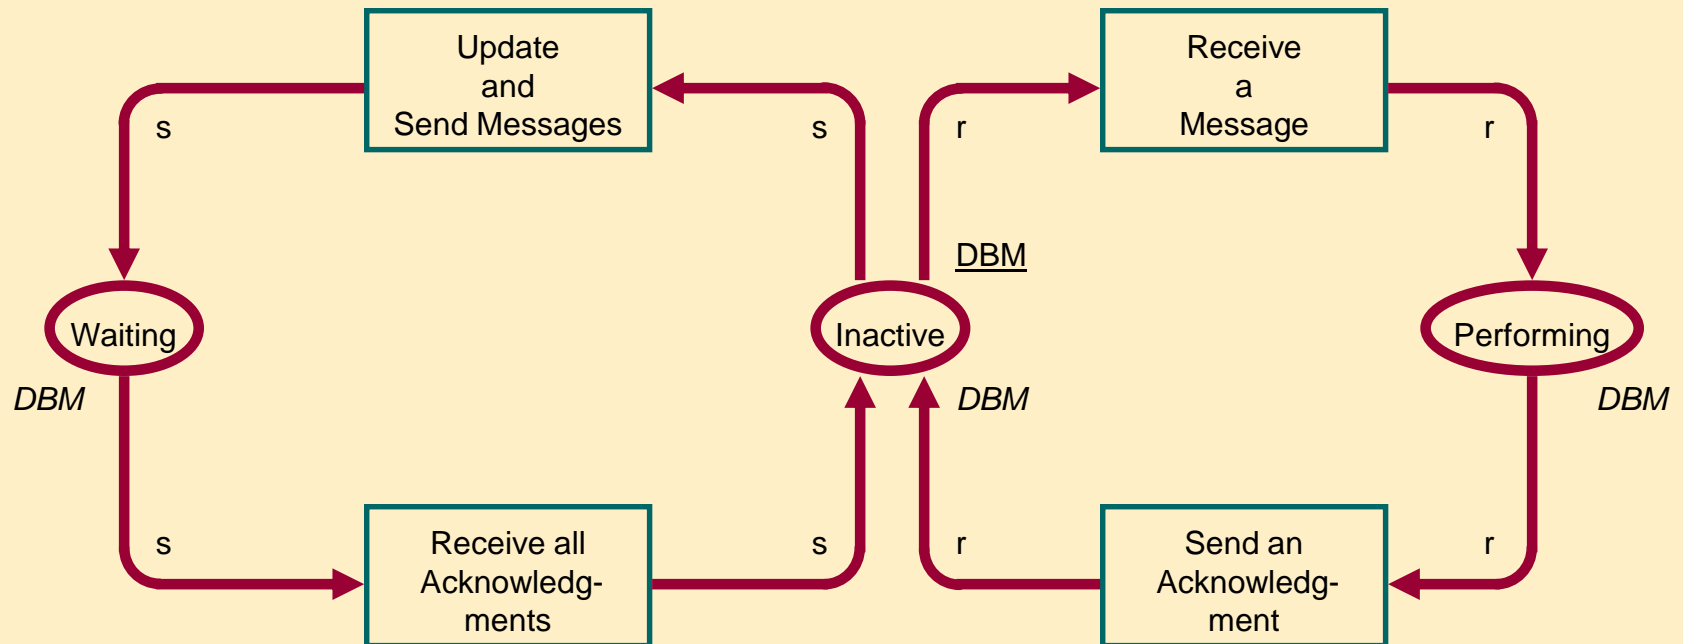 Update
and
Send Messages
Receive
a
Message
s
s
r
r
DBM
Waiting
Inactive
Performing
DBM
DBM
DBM
s
s
r
r
Receive all
Acknowledg-
ments
Send an
Acknowledg-
ment